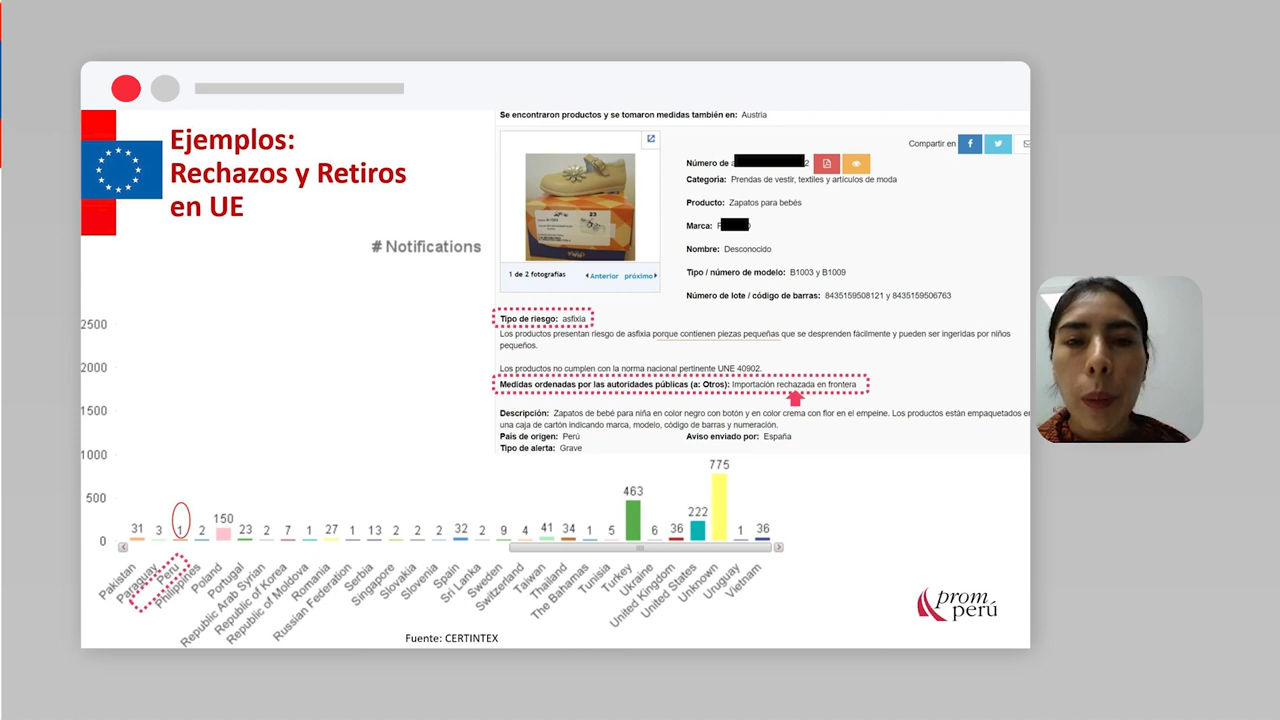 Ejemplos:
Rechazos y Retiros
en UE
# Notifications
2500
2000
1500
1000
500
0
31
3
1
2
150
23
2
7
1
27
1
13
2
2
2
32
2
9
4
41
34
1
5
463
6
36
222
775
1
36
Pakistan
Paraguay
Peru
Philippines
Poland
Portugal
Republic Arab Syrian
Republic of Korea
Republic of Moldova
Romania
Russian Federation
Serbia
Singapore
Slovakia
Slovenia
Spain
Sri Lanka
Sweden
Switzerland
Taiwan
Thailand
The Bahamas
Tunisia
Turkey
Ukraine
United Kingdom
United States
Unknown
Uruguay
Vietnam
Fuente: CERTINTEX
Se encontraron productos y se tomaron medidas también en: Austria
Compartir en
23
1 de 2 fotografías
Anterior próximo
Número de
Categoria: Prendas de vestir, textiles y artículos de moda
Producto: Zapatos para bebés
Marca:
Nombre: Desconocido
Tipo / número de modelo: B1003 y B1009
Número de lote / código de barras: 8435159508121 y 8435159506763
Tipo de riesgo: asfixia
Los productos presentan riesgo de asfixia porque contienen piezas pequeñas que se desprenden fácilmente y pueden ser ingeridas por niños
pequeños.
Los productos no cumplen con la norma nacional pertinente UNE 40902.
Medidas ordenadas por las autoridades públicas (a: Otros): Importación rechazada en frontera
Descripción: Zapatos de bebé para niña en color negro con botón y en color crema con flor en el empeine. Los productos están empaquetados en
una caja de cartón indicando marca, modelo, código de barras y numeración.
País de origen: Perú Aviso enviado por: España
Tipo de alerta: Grave
prom
perú